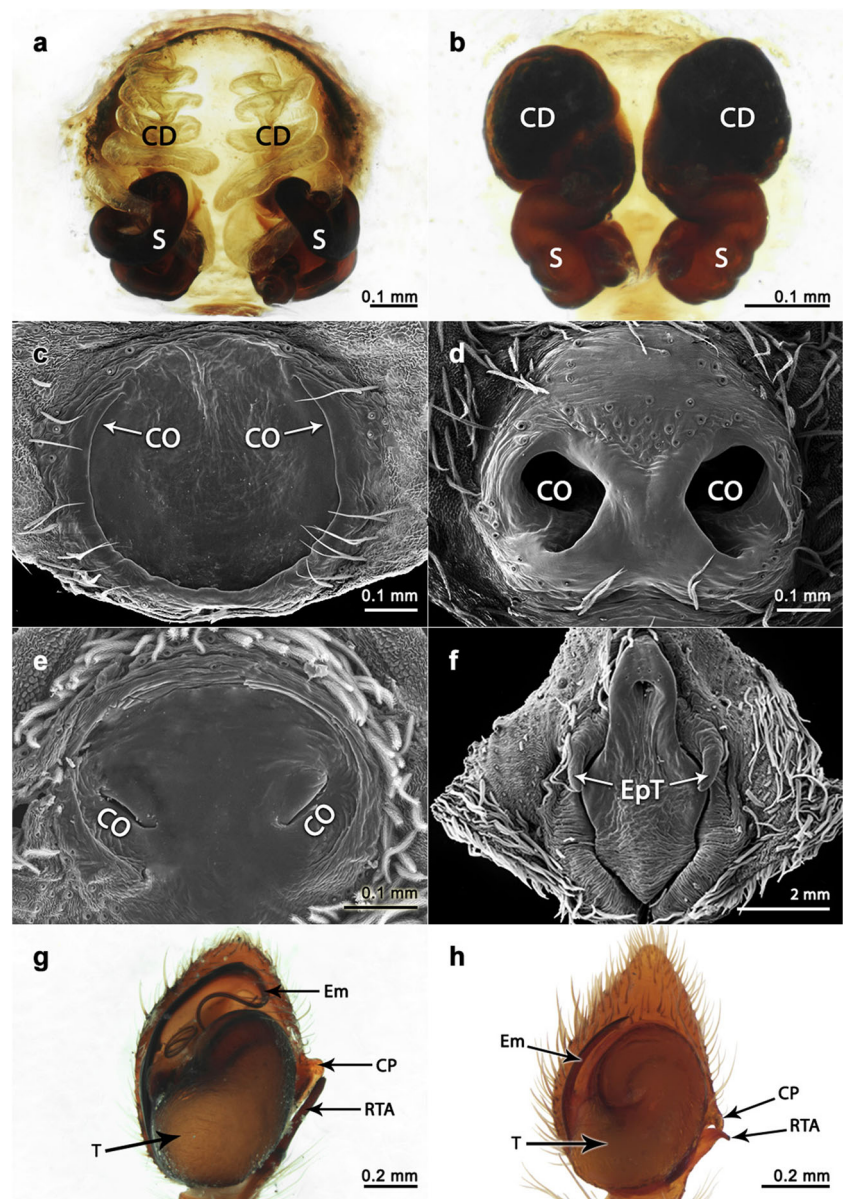 a
CD CD
S S
0.1 mm
b
CD CD
S S
0.1 mm
c
CO CO
0.1 mm
d
CO CO
0.1 mm
e
CO CO
0.1 mm
f
EpT
2 mm
g
Em
CP
RTA
T
0.2 mm
h
Em
CP
RTA
T
0.2 mm